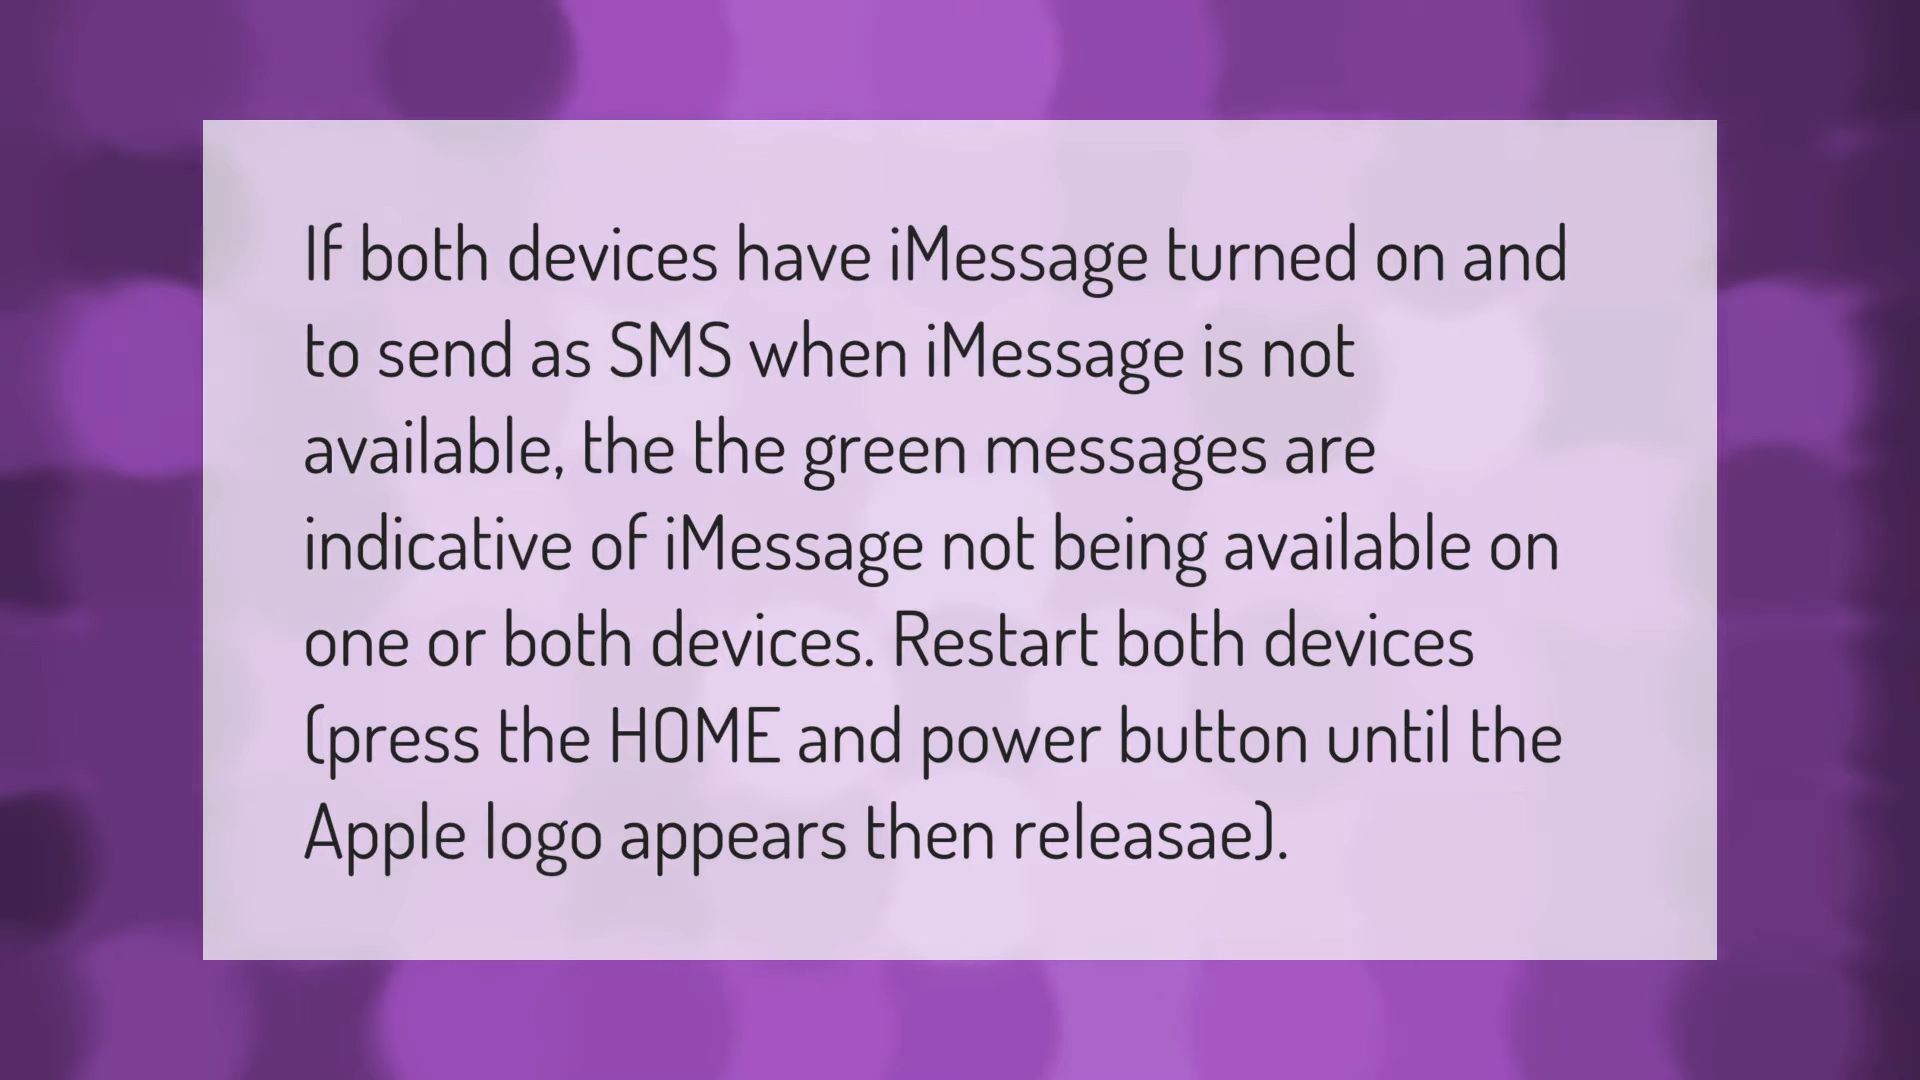 If both devices have iMessage turned on and
to send as SMS when iMessage is not
available, the the green messages are
indicative of iMessage not being available on
one or both devices. Restart both devices
(press the HOME and power button until the
Apple logo appears then releasae).